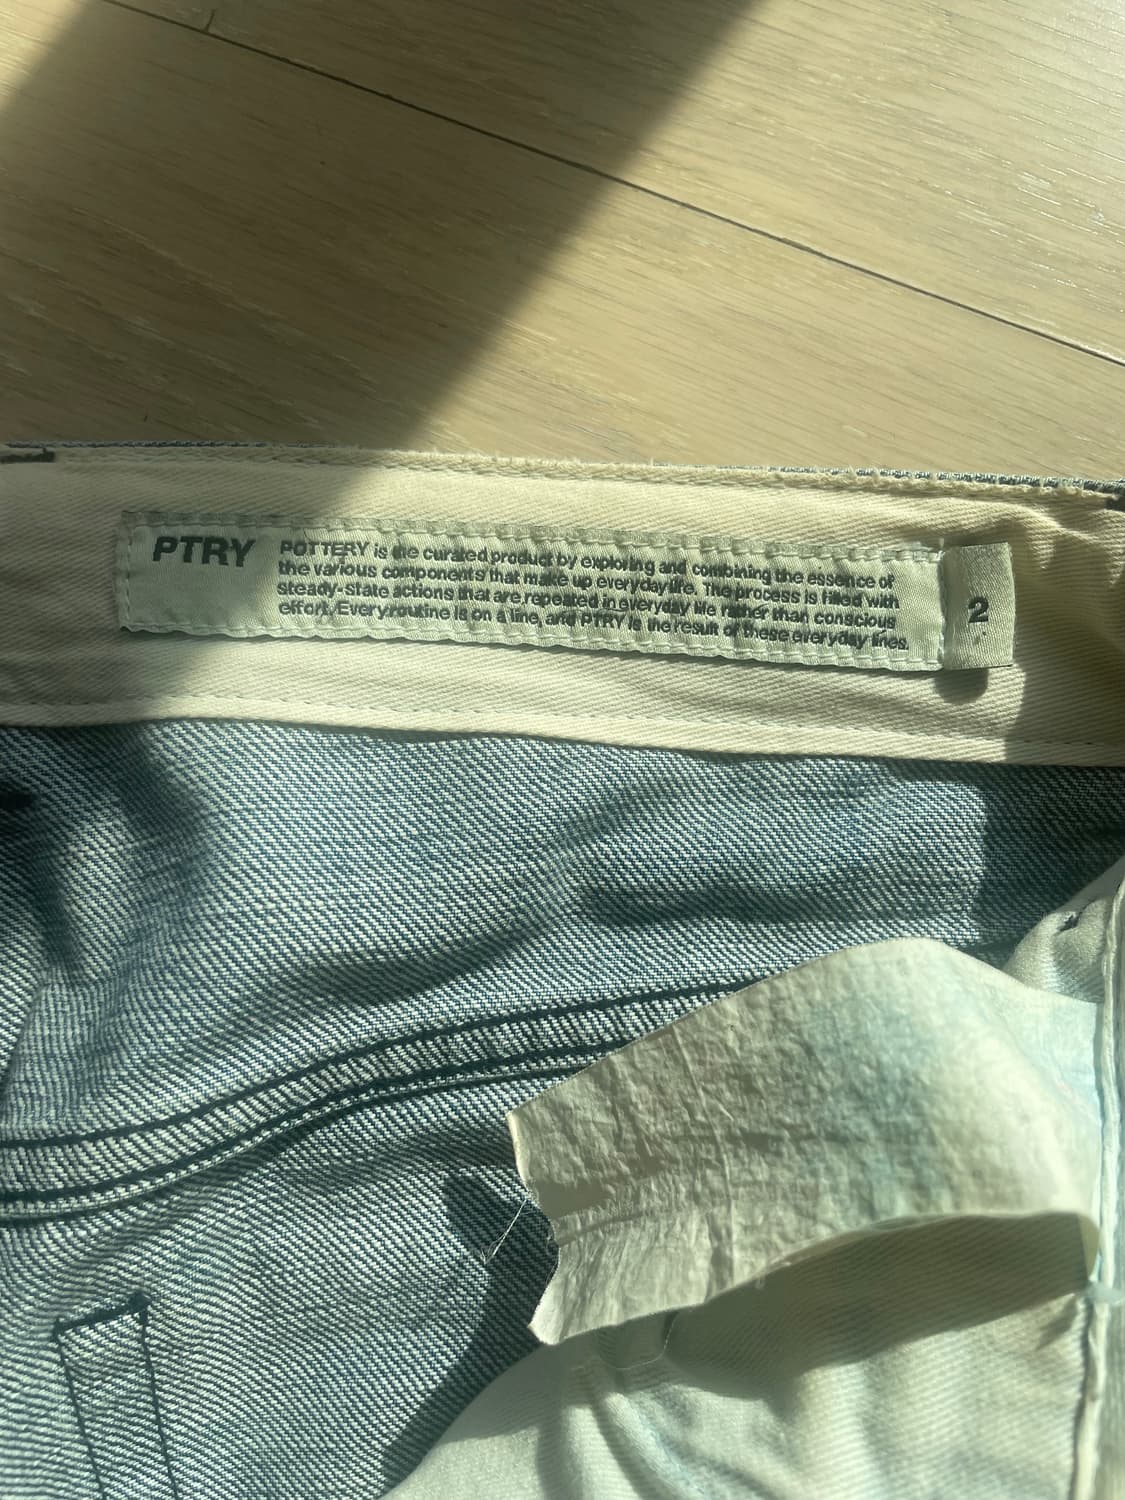 PTRY
POTTERY is the curated product by exploring and combining the essence of
the various components that make up everyday life. The process is filled with
steady-state actions that are repeated in everyday life rather than conscious
effort. Every routine is on a line, and PTRY is the result of these everyday lines.
2